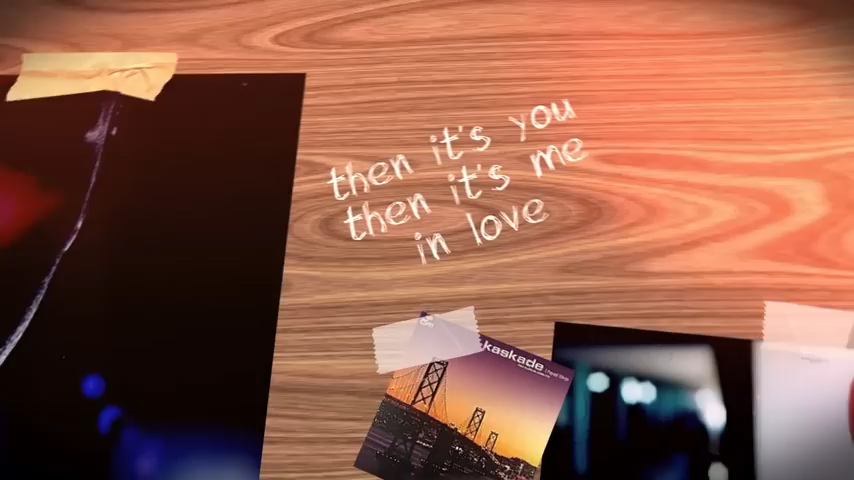 then it's you
then it's me
in love
kaskade